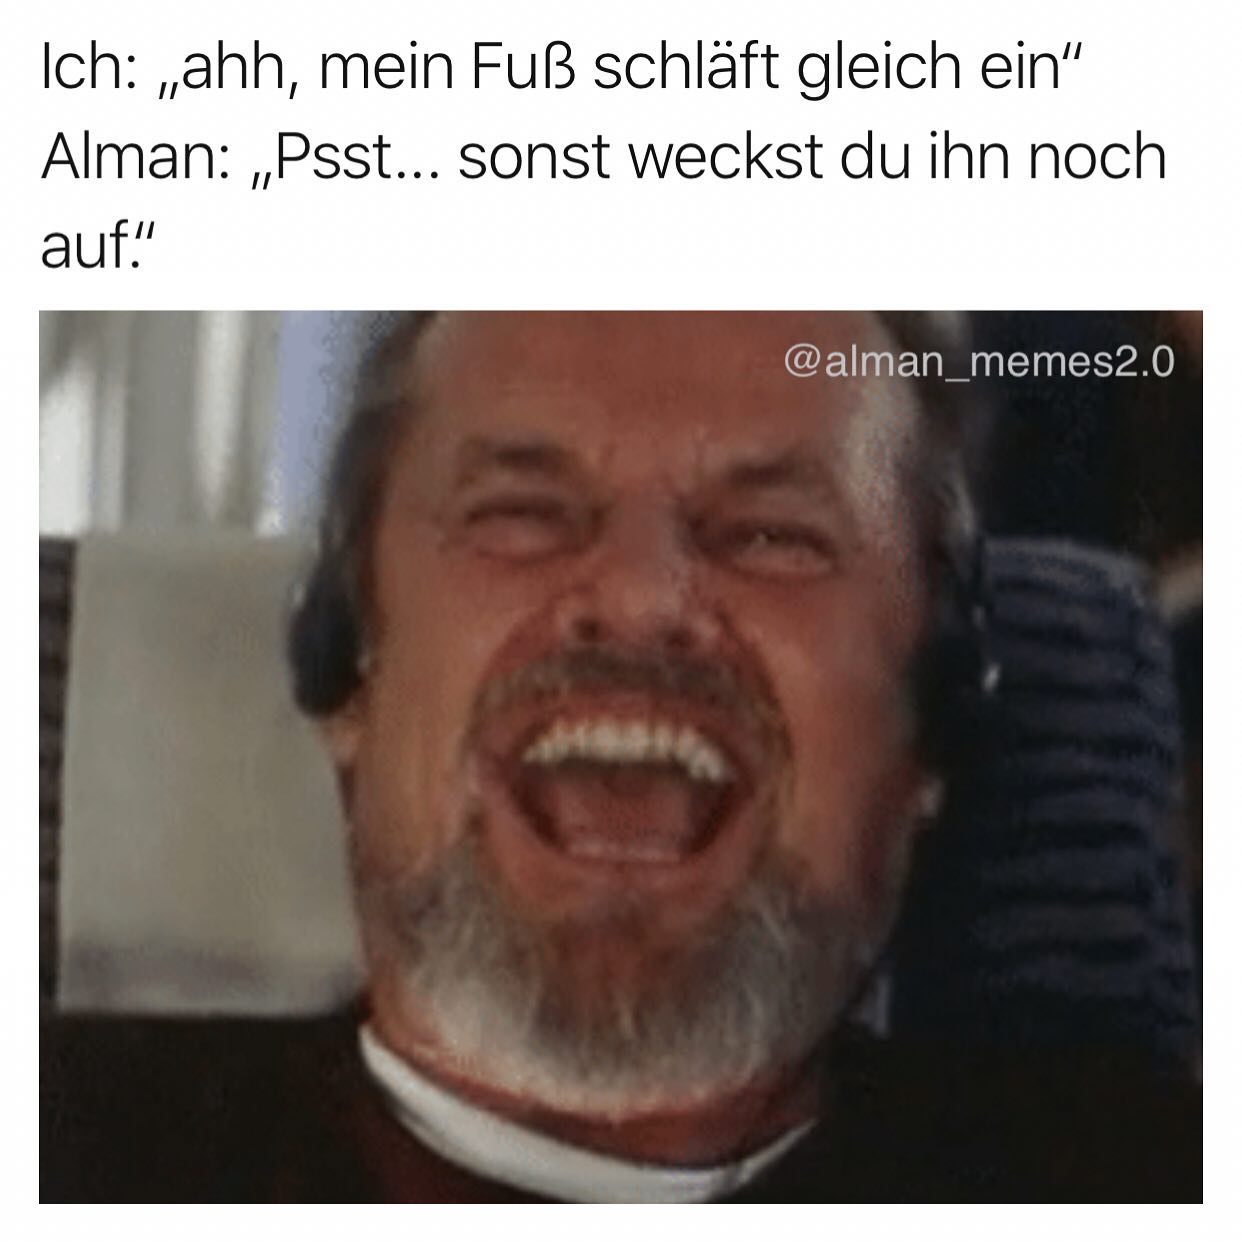 Ich: „ahh, mein Fuß schläft gleich ein“
Alman: „Psst... sonst weckst du ihn noch
auf.“
@alman_memes2.0